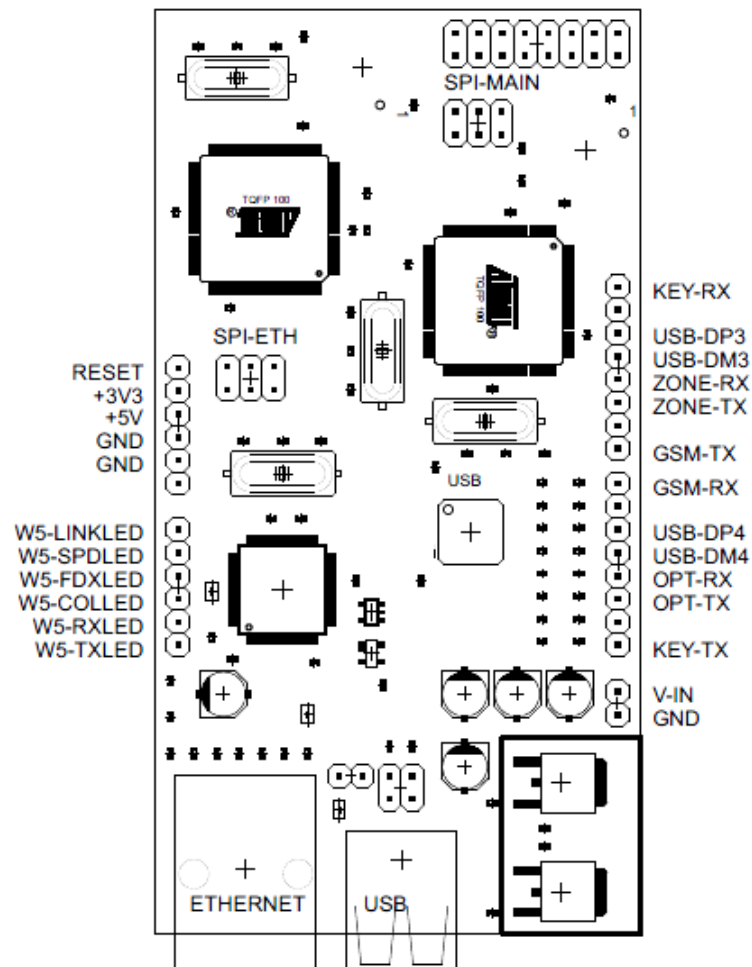 SPI-MAIN
1
1
TQFP 100
TQFP 100
SPI-ETH
RESET
+3V3
+5V
GND
GND
W5-LINKLED
W5-SPDLED
W5-FDXLED
W5-COLLED
W5-RXLED
W5-TXLED
KEY-RX
USB-DP3
USB-DM3
ZONE-RX
ZONE-TX
GSM-TX
USB
GSM-RX
USB-DP4
USB-DM4
OPT-RX
OPT-TX
KEY-TX
V-IN
GND
ETHERNET
USB